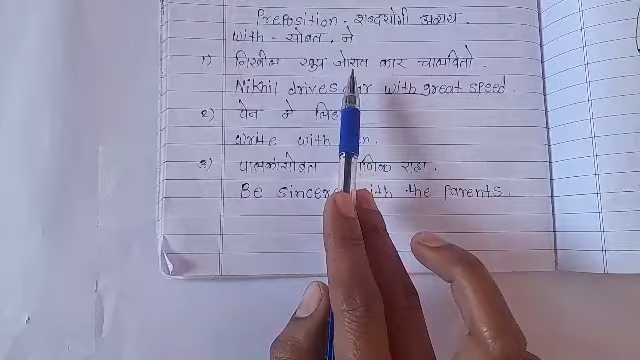 Preposition - शब्दयोगी अव्यय
With - सोबत, ने
1) निखील खुप जोरात कार चालवितो.
Nikhil drives car with great speed.
2) पेन ने
Write with
3) पालकांसोबत रहा.
Be sincere with the parents.